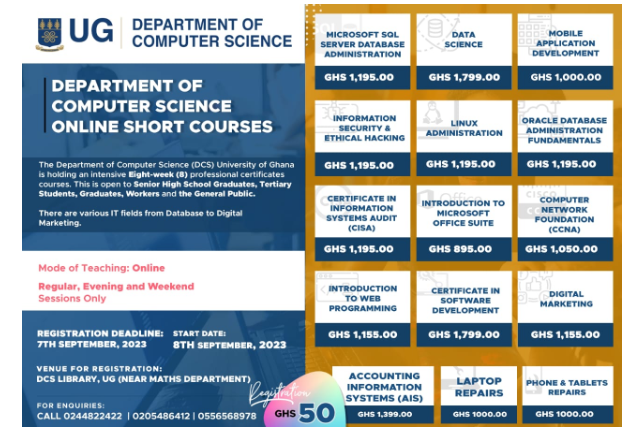 UG
DEPARTMENT OF
COMPUTER SCIENCE
DEPARTMENT OF
COMPUTER SCIENCE
ONLINE SHORT COURSES
The Department of Computer Science (DCS) University of Ghana
is holding an intensive Eight-week (8) professional certificates
courses. This is open to Senior High School Graduates, Tertiary
Students, Graduates, Workers and the General Public.
There are various IT fields from Database to Digital
Marketing.
Mode of Teaching: Online
Regular, Evening and Weekend
Sessions Only
REGISTRATION DEADLINE:
7TH SEPTEMBER, 2023
START DATE:
8TH SEPTEMBER, 2023
VENUE FOR REGISTRATION:
DCS LIBRARY, UG (NEAR MATHS DEPARTMENT)
FOR ENQUIRIES:
CALL 0244822422 | 0205486412 | 0556568978
Registration
GHS 50
MICROSOFT SQL
SERVER DATABASE
ADMINISTRATION
GHS 1,195.00
DATA
SCIENCE
GHS 1,799.00
MOBILE
APPLICATION
DEVELOPMENT
GHS 1,000.00
INFORMATION
SECURITY &
ETHICAL HACKING
GHS 1,195.00
LINUX
ADMINISTRATION
GHS 1,195.00
ORACLE DATABASE
ADMINISTRATION
FUNDAMENTALS
GHS 1,195.00
CERTIFICATE IN
INFORMATION
SYSTEMS AUDIT
(CISA)
GHS 1,195.00
INTRODUCTION TO
MICROSOFT
OFFICE SUITE
GHS 895.00
CISCO
COMPUTER
NETWORK
FOUNDATION
(CCNA)
GHS 1,050.00
INTRODUCTION
TO WEB
PROGRAMMING
GHS 1,155.00
CERTIFICATE IN
SOFTWARE
DEVELOPMENT
GHS 1,799.00
DIGITAL
MARKETING
GHS 1,155.00
ACCOUNTING
INFORMATION
SYSTEMS (AIS)
GHS 1,399.00
LAPTOP
REPAIRS
GHS 1000.00
PHONE & TABLETS
REPAIRS
GHS 1000.00